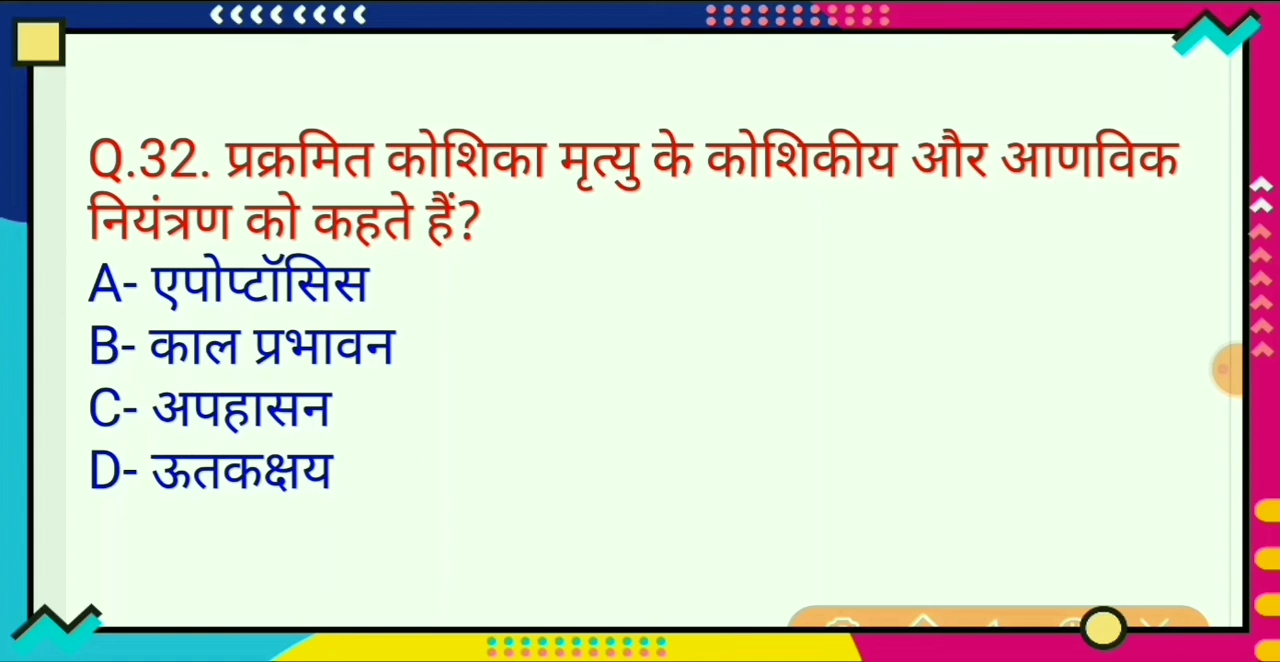 Q.32. प्रक्रमित कोशिका मृत्यु के कोशिकीय और आणविक
नियंत्रण को कहते हैं?
A- एपोप्टॉसिस
B- काल प्रभावन
C- अपहासन
D- ऊतकक्षय